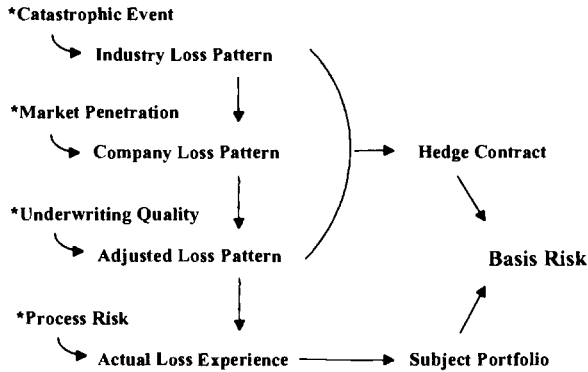 *Catastrophic Event
Industry Loss Pattern
*Market Penetration
Company Loss Pattern
Hedge Contract
*Underwriting Quality
Adjusted Loss Pattern
Basis Risk
*Process Risk
Actual Loss Experience
Subject Portfolio